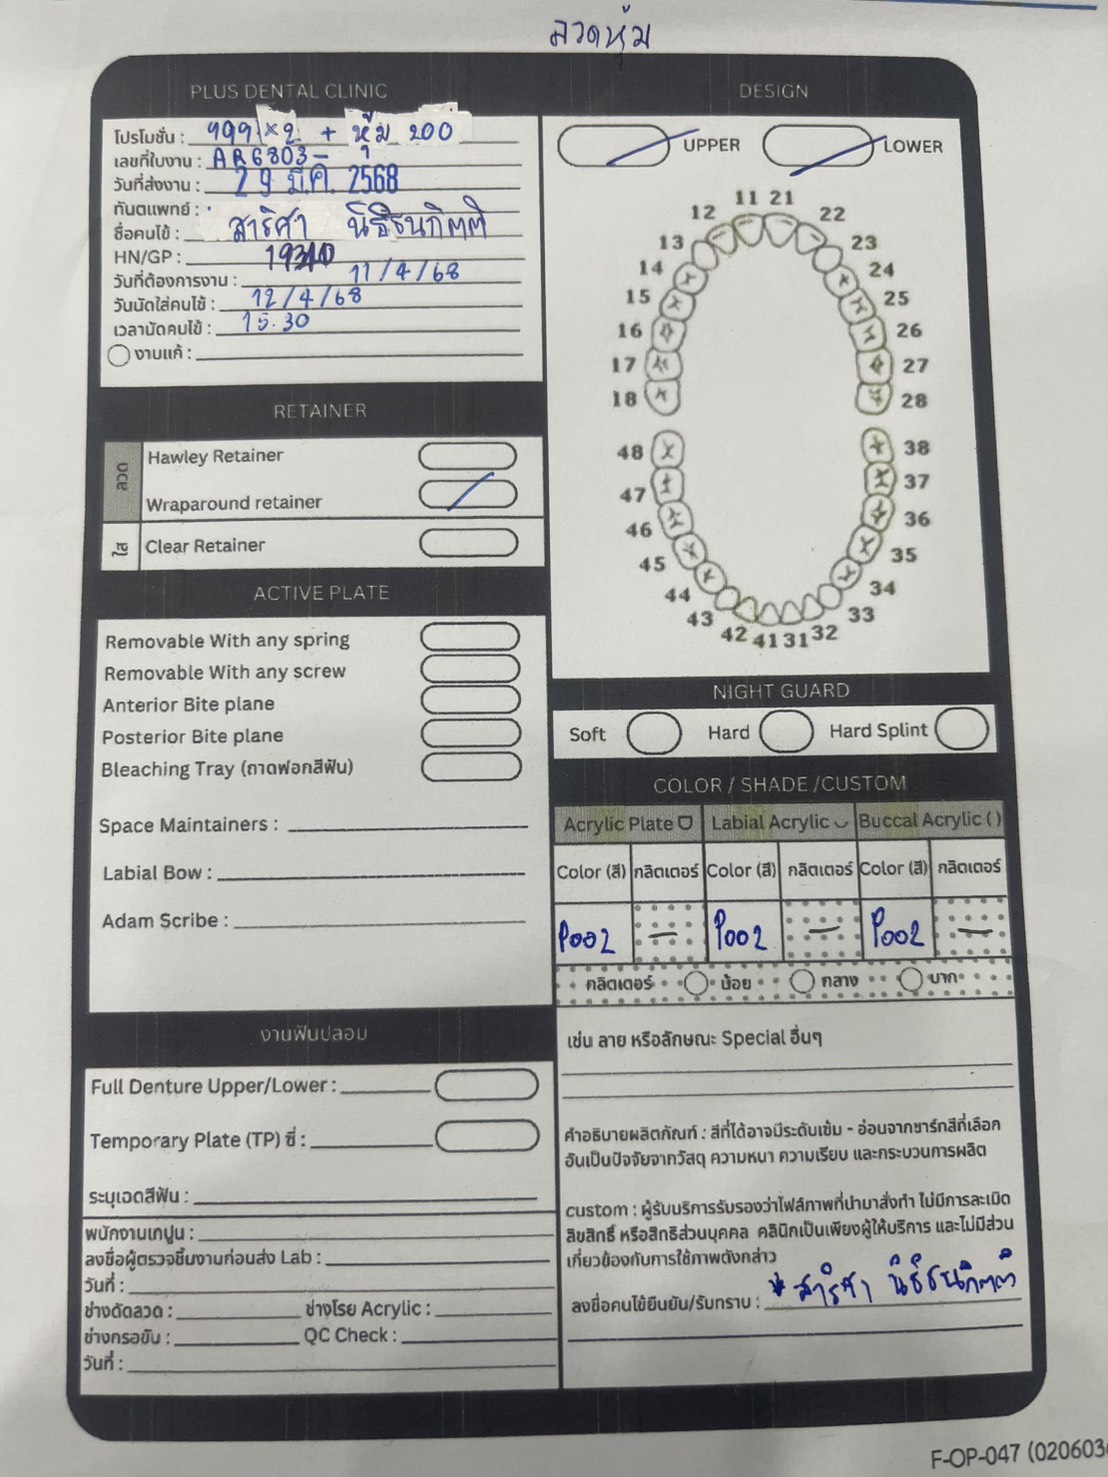 ลวดหุ้ม
PLUS DENTAL CLINIC
โปรโมชั่น : 999 x2 + หุ้ม 200
เลขที่ใบงาน : AR6803-
วันที่ส่งงาน : 29 มี.ค. 2568
ทันตแพทย์ :
ชื่อคนไข้ : สาริศา นิธิธนกิตติ
HN/GP :
วันที่ต้องการงาน : 11/4/68
วันนัดใส่คนไข้ : 12/4/68
เวลานัดคนไข้ : 15.30
งานแก้ :
RETAINER
ลวด
Hawley Retainer
Wraparound retainer
ใส
Clear Retainer
ACTIVE PLATE
Removable With any spring
Removable With any screw
Anterior Bite plane
Posterior Bite plane
Bleaching Tray (ถาดฟอกสีฟัน)
Space Maintainers :
Labial Bow :
Adam Scribe :
งานฟันปลอม
Full Denture Upper/Lower :
Temporary Plate (TP) ซี่ :
ระบุเฉดสีฟัน :
พนักงานเทปูน :
ลงชื่อผู้ตรวจชิ้นงานก่อนส่ง Lab :
วันที่ :
ช่างดัดลวด : ช่างโรย Acrylic :
ช่างกรอขัน : QC Check :
วันที่ :
DESIGN
UPPER LOWER
11 21
12 22
13 23
14 24
15 25
16 26
17 27
18 28
48 38
47 37
46 36
45 35
44 34
43 33
42 41 31 32
NIGHT GUARD
Soft Hard Hard Splint
COLOR / SHADE /CUSTOM
Acrylic Plate Labial Acrylic Buccal Acrylic ( )
Color (สี) กลิตเตอร์ Color (สี) กลิตเตอร์ Color (สี) กลิตเตอร์
P002 — P002 — P002 —
กลิตเตอร์ น้อย กลาง มาก
เช่น ลาย หรือลักษณะ Special อื่นๆ
คำอธิบายผลิตภัณฑ์ : สีที่ได้อาจมีระดับเข้ม - อ่อนจากชาร์ทสีที่เลือก
อันเป็นปัจจัยจากวัสดุ ความหนา ความเรียบ และกระบวนการผลิต
custom : ผู้รับบริการรับรองว่าไฟล์ภาพที่นำมาสั่งทำ ไม่มีการละเมิด
ลิขสิทธิ์ หรือสิทธิส่วนบุคคล คลินิกเป็นเพียงผู้ให้บริการ และไม่มีส่วน
เกี่ยวข้องกับการใช้ภาพดังกล่าว
ลงชื่อคนไข้ยืนยัน/รับทราบ : * สาริศา นิธิธนกิตติ
F-OP-047 (020603